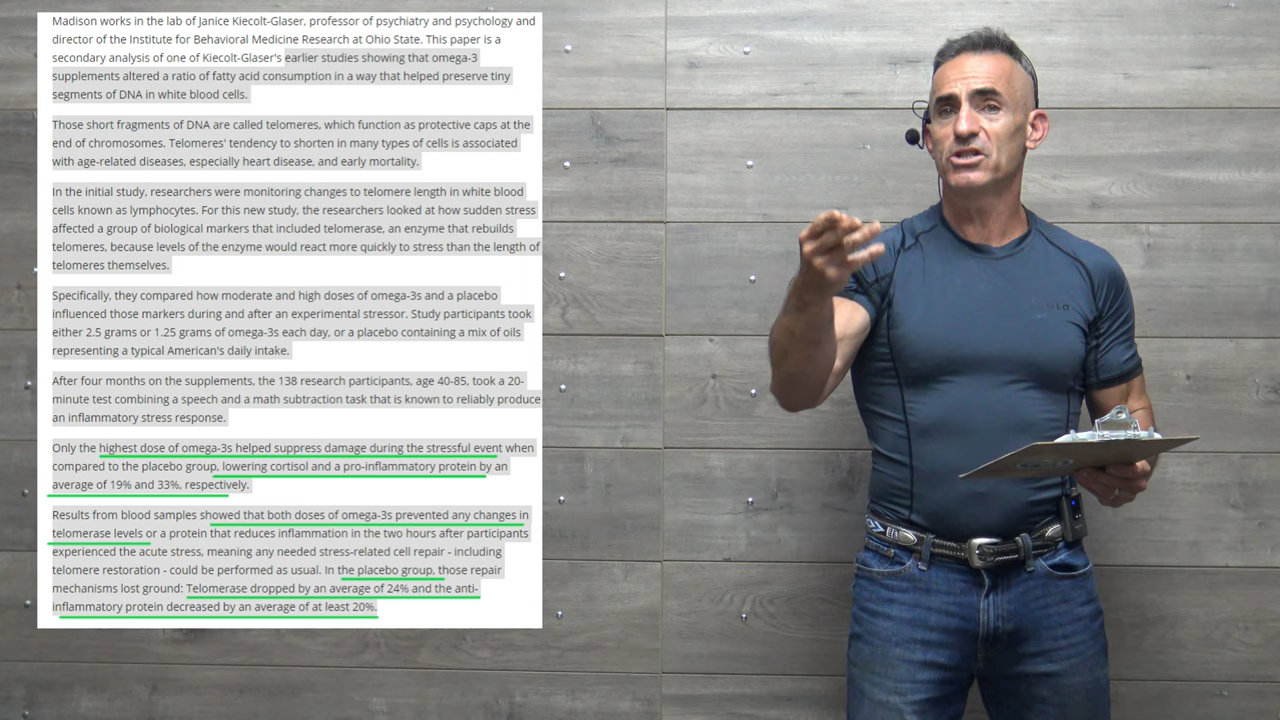 Madison works in the lab of Janice Kiecolt-Glaser, professor of psychiatry and psychology and
director of the Institute for Behavioral Medicine Research at Ohio State. This paper is a
secondary analysis of one of Kiecolt-Glaser's earlier studies showing that omega-3
supplements altered a ratio of fatty acid consumption in a way that helped preserve tiny
segments of DNA in white blood cells.
Those short fragments of DNA are called telomeres, which function as protective caps at the
end of chromosomes. Telomeres' tendency to shorten in many types of cells is associated
with age-related diseases, especially heart disease, and early mortality.
In the initial study, researchers were monitoring changes to telomere length in white blood
cells known as lymphocytes. For this new study, the researchers looked at how sudden stress
affected a group of biological markers that included telomerase, an enzyme that rebuilds
telomeres, because levels of the enzyme would react more quickly to stress than the length of
telomeres themselves.
Specifically, they compared how moderate and high doses of omega-3s and a placebo
influenced those markers during and after an experimental stressor. Study participants took
either 2.5 grams or 1.25 grams of omega-3s each day, or a placebo containing a mix of oils
representing a typical American's daily intake.
After four months on the supplements, the 138 research participants, age 40-85, took a 20-
minute test combining a speech and a math subtraction task that is known to reliably produce
an inflammatory stress response.
Only the highest dose of omega-3s helped suppress damage during the stressful event when
compared to the placebo group, lowering cortisol and a pro-inflammatory protein by an
average of 19% and 33%, respectively.
Results from blood samples showed that both doses of omega-3s prevented any changes in
telomerase levels or a protein that reduces inflammation in the two hours after participants
experienced the acute stress, meaning any needed stress-related cell repair - including
telomere restoration - could be performed as usual. In the placebo group, those repair
mechanisms lost ground: Telomerase dropped by an average of 24% and the anti-
inflammatory protein decreased by an average of at least 20%.